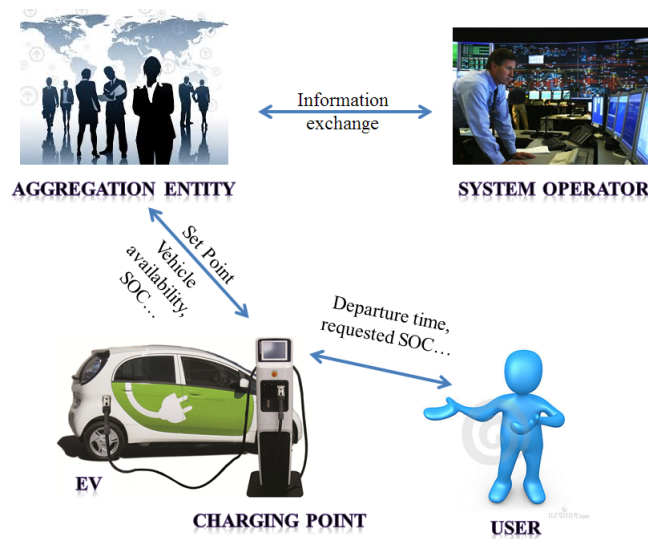 Information
exchange
AGGREGATION ENTITY
SYSTEM OPERATOR
Set Point
Vehicle
availability,
SOC...
Departure time,
requested SOC...
EV
CHARGING POINT
USER